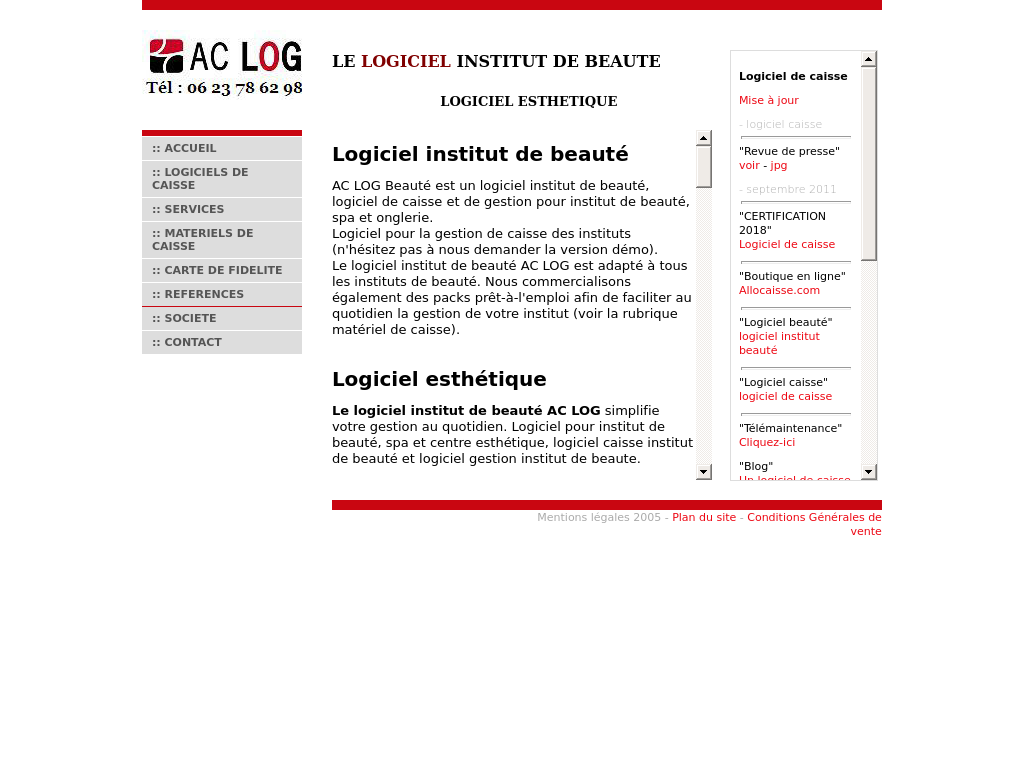 AC LOG
Tél : 06 23 78 62 98
:: ACCUEIL
:: LOGICIELS DE
CAISSE
:: SERVICES
:: MATERIELS DE
CAISSE
:: CARTE DE FIDELITE
:: REFERENCES
:: SOCIETE
:: CONTACT
LE LOGICIEL INSTITUT DE BEAUTE
LOGICIEL ESTHETIQUE
Logiciel institut de beauté
AC LOG Beauté est un logiciel institut de beauté,
logiciel de caisse et de gestion pour institut de beauté,
spa et onglerie.
Logiciel pour la gestion de caisse des instituts
(n'hésitez pas à nous demander la version démo).
Le logiciel institut de beauté AC LOG est adapté à tous
les instituts de beauté. Nous commercialisons
également des packs prêt-à-l'emploi afin de faciliter au
quotidien la gestion de votre institut (voir la rubrique
matériel de caisse).
Logiciel esthétique
Le logiciel institut de beauté AC LOG simplifie
votre gestion au quotidien. Logiciel pour institut de
beauté, spa et centre esthétique, logiciel caisse institut
de beauté et logiciel gestion institut de beaute.
Logiciel de caisse
Mise à jour
- logiciel caisse
"Revue de presse"
voir - jpg
- septembre 2011
"CERTIFICATION
2018"
Logiciel de caisse
"Boutique en ligne"
Allocaisse.com
"Logiciel beauté"
logiciel institut
beauté
"Logiciel caisse"
logiciel de caisse
"Télémaintenance"
Cliquez-ici
"Blog"
Un logiciel de caisse
Mentions légales 2005 - Plan du site - Conditions Générales de
vente